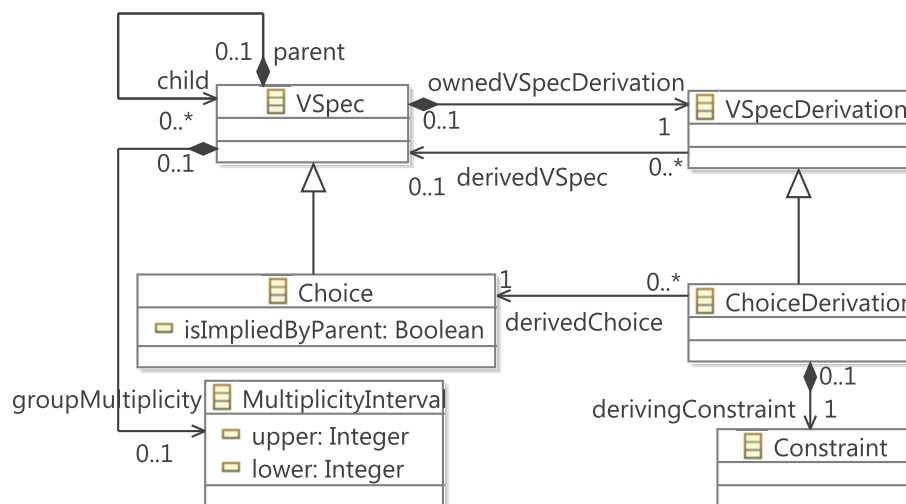 0..1 parent
child
0..*
VSpec
ownedVSpecDerivation
0..1
1
VSpecDerivation
0..1
derivedVSpec
0..1
0..*
Choice
isImpliedByParent: Boolean
1
0..*
derivedChoice
ChoiceDerivation
groupMultiplicity
0..1
MultiplicityInterval
upper: Integer
lower: Integer
0..1
derivingConstraint 1
Constraint